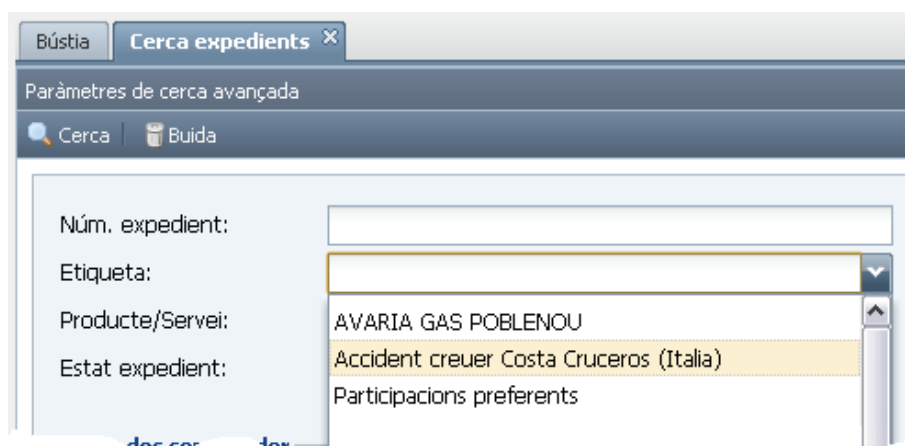 Bústia Cerca expedients
Paràmetres de cerca avançada
Cerca Buida
Núm. expedient:
Etiqueta:
Producte/Servei:
AVARIA GAS POBLENOU
Estat expedient:
Accident creuer Costa Cruceros (Italia)
Participacions preferents